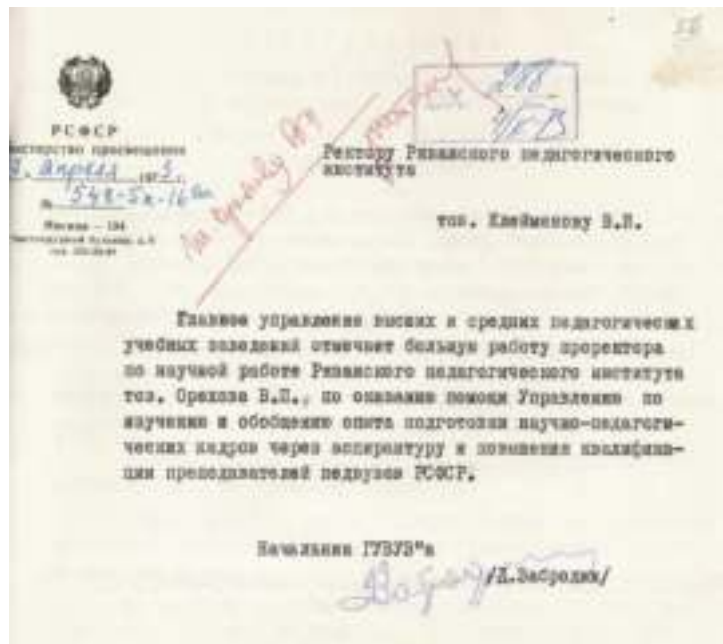 56
РСФСР
Министерство просвещения
апреля 1973.
№ 548-5к-16
Москва — 104
288
Ректору Рязанского педагогического
института
тов. Клейменову В.П.
Главное управление высших и средних педагогических
учебных заведений отмечает большую работу проректора
по научной работе Рязанского педагогического института
тов. Орехова В.П., по оказанию помощи Управлению по
изучению и обобщению опыта подготовки научно-педагоги-
ческих кадров через аспирантуру и повышения квалифика-
ции преподавателей педвузов РСФСР.
Начальник ГУВУЗ"а
/Д.Забродин/